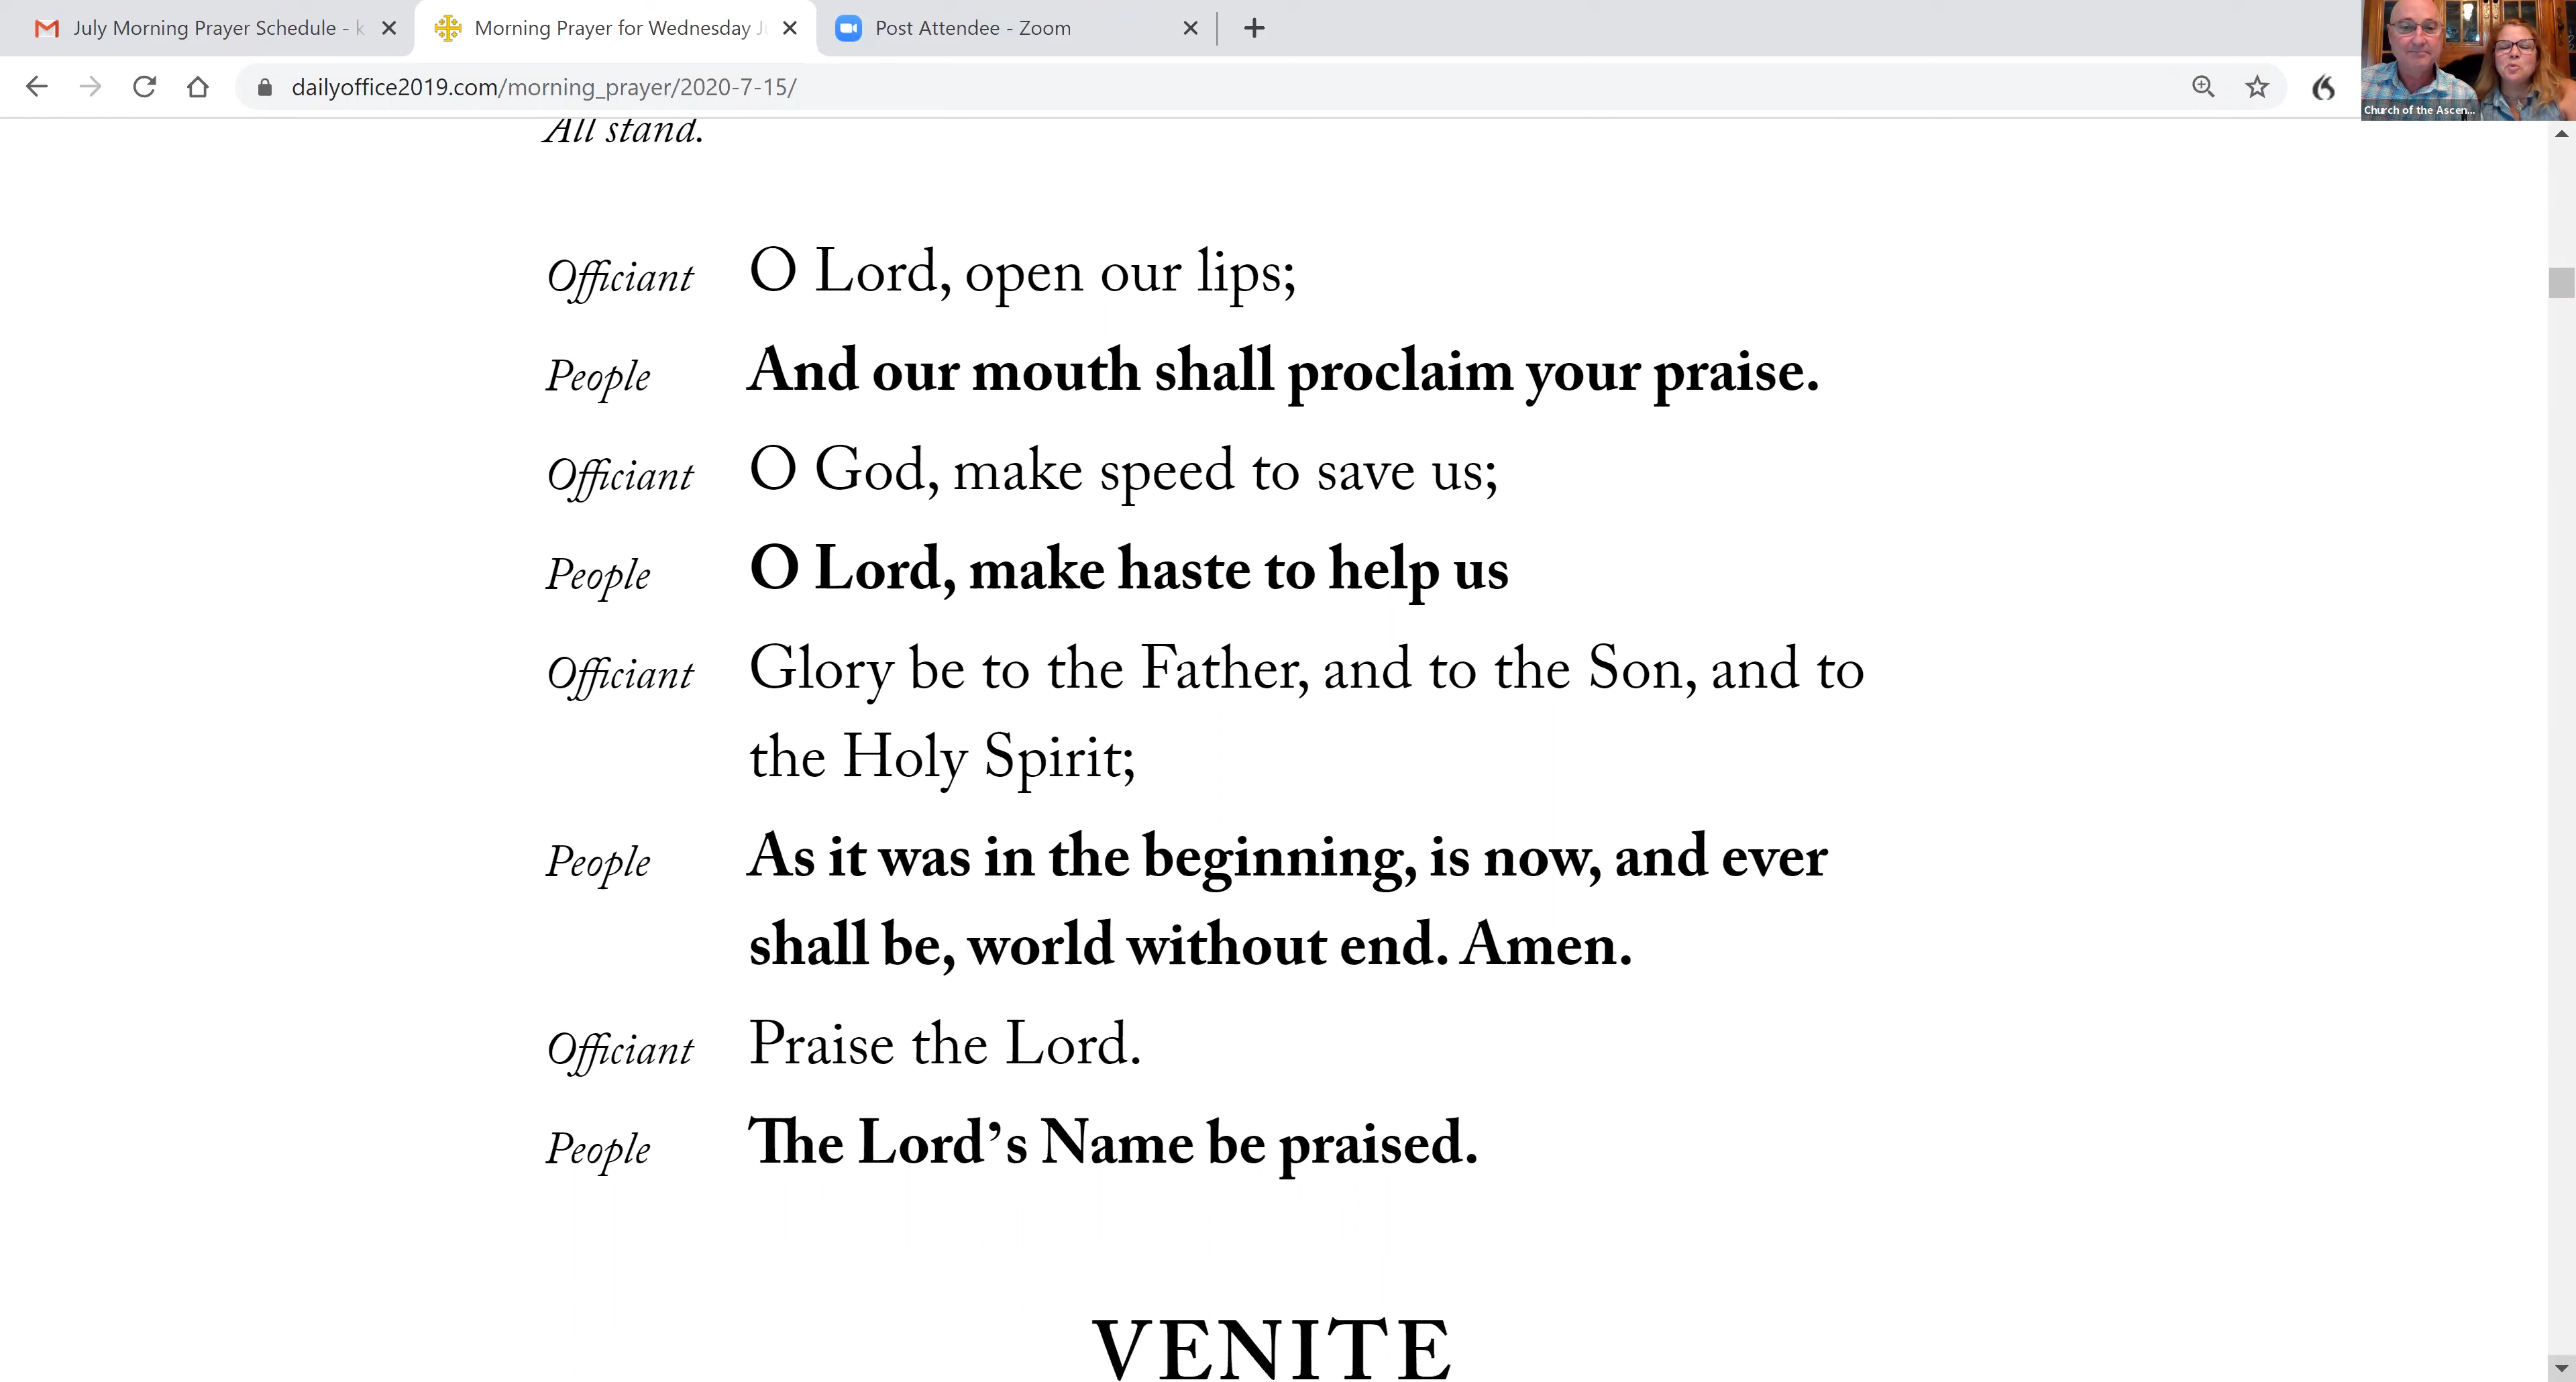 July Morning Prayer Schedule - k
Morning Prayer for Wednesday Ju
Post Attendee - Zoom
dailyoffice2019.com/morning_prayer/2020-7-15/
Church of the Ascen...
All stand.
Officiant O Lord, open our lips;
People And our mouth shall proclaim your praise.
Officiant O God, make speed to save us;
People O Lord, make haste to help us
Officiant Glory be to the Father, and to the Son, and to
the Holy Spirit;
People As it was in the beginning, is now, and ever
shall be, world without end. Amen.
Officiant Praise the Lord.
People The Lord’s Name be praised.
VENITE